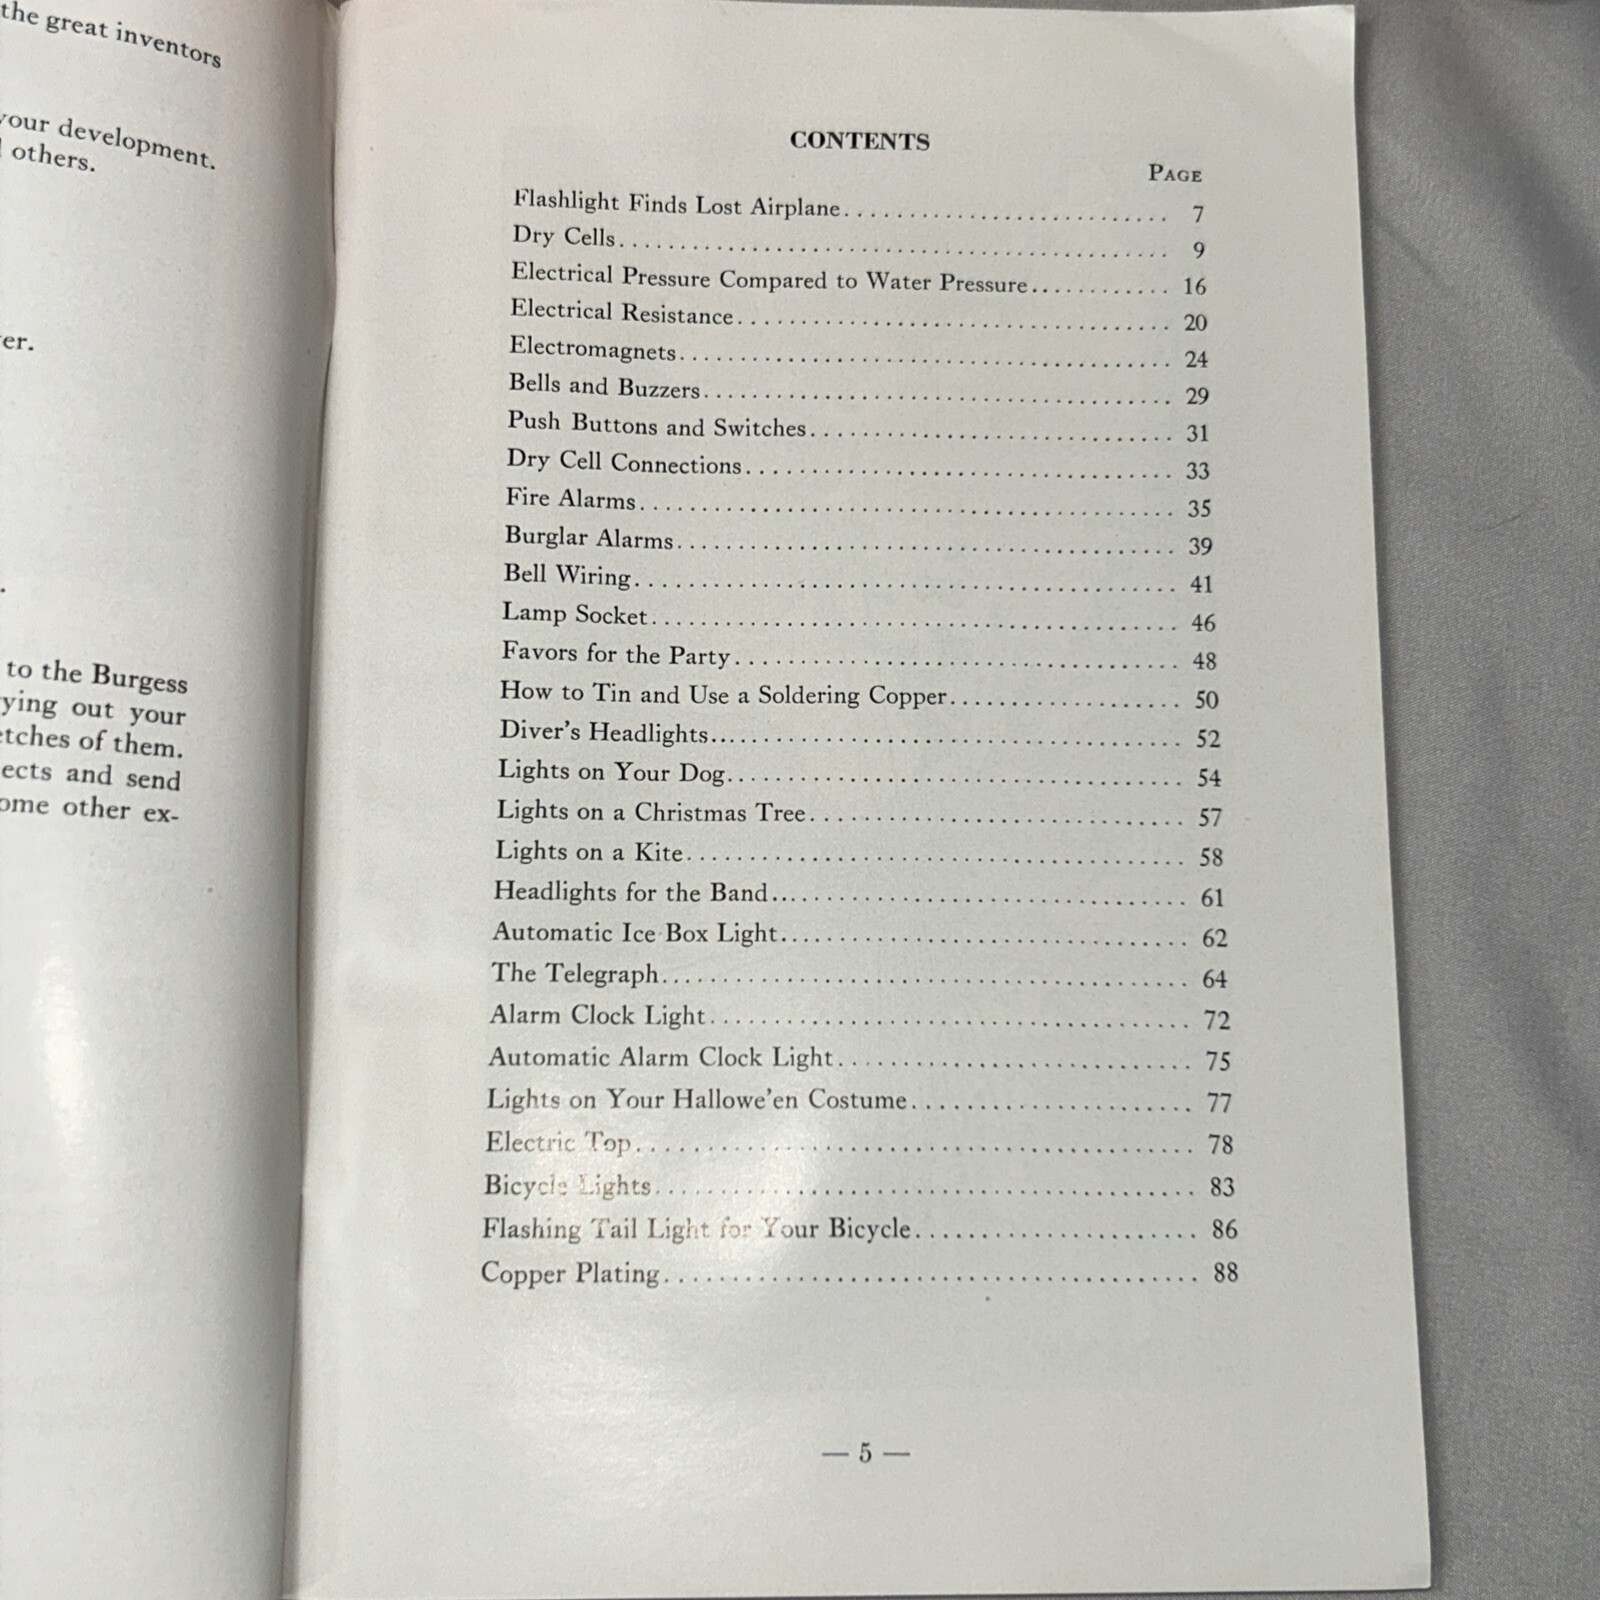 the great inventors
your development.
others.
er.
to the Burgess
ying out your
etches of them.
ects and send
ome other ex-
CONTENTS
PAGE
Flashlight Finds Lost Airplane 7
Dry Cells 9
Electrical Pressure Compared to Water Pressure 16
Electrical Resistance 20
Electromagnets 24
Bells and Buzzers 29
Push Buttons and Switches 31
Dry Cell Connections 33
Fire Alarms 35
Burglar Alarms 39
Bell Wiring 41
Lamp Socket 46
Favors for the Party 48
How to Tin and Use a Soldering Copper 50
Diver's Headlights 52
Lights on Your Dog 54
Lights on a Christmas Tree 57
Lights on a Kite 58
Headlights for the Band 61
Automatic Ice Box Light 62
The Telegraph 64
Alarm Clock Light 72
Automatic Alarm Clock Light 75
Lights on Your Hallowe'en Costume 77
Electric Top 78
Bicycle Lights 83
Flashing Tail Light for Your Bicycle 86
Copper Plating 88
— 5 —